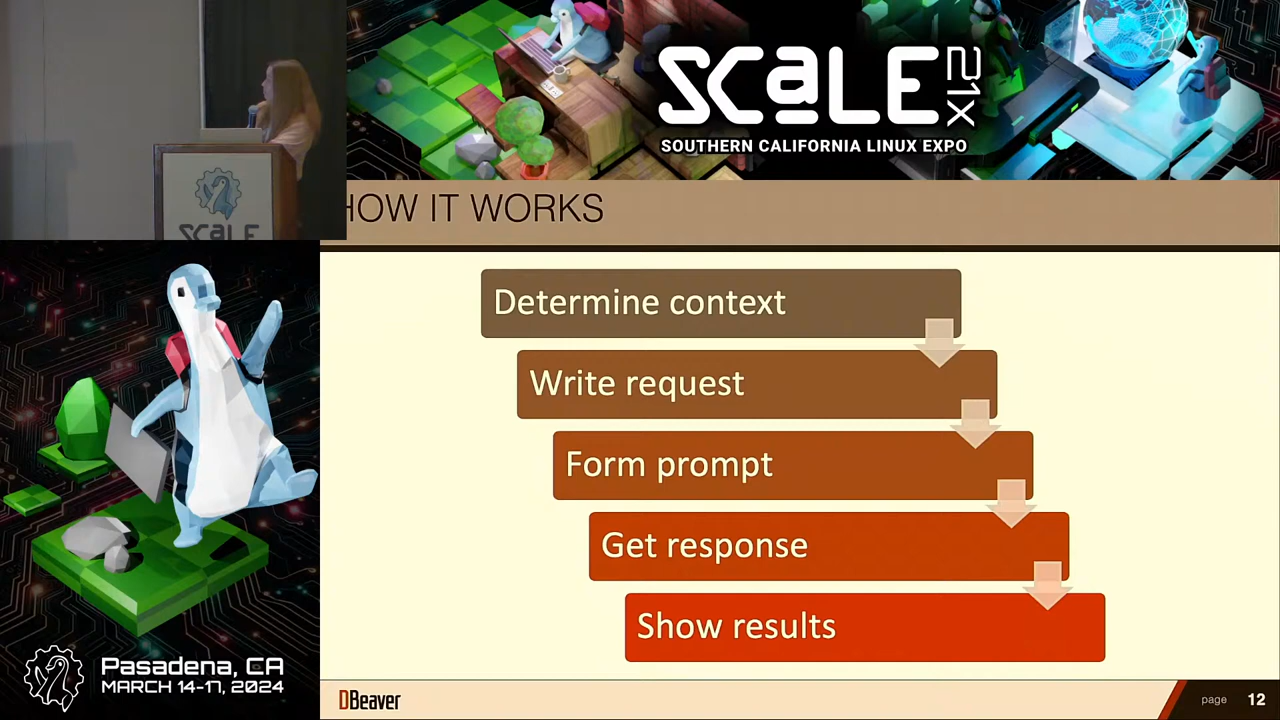 SCaLE 21X
SOUTHERN CALIFORNIA LINUX EXPO
SCaLE
HOW IT WORKS
Determine context
Write request
Form prompt
Get response
Show results
Pasadena, CA
MARCH 14-17, 2024
DBeaver
page 12